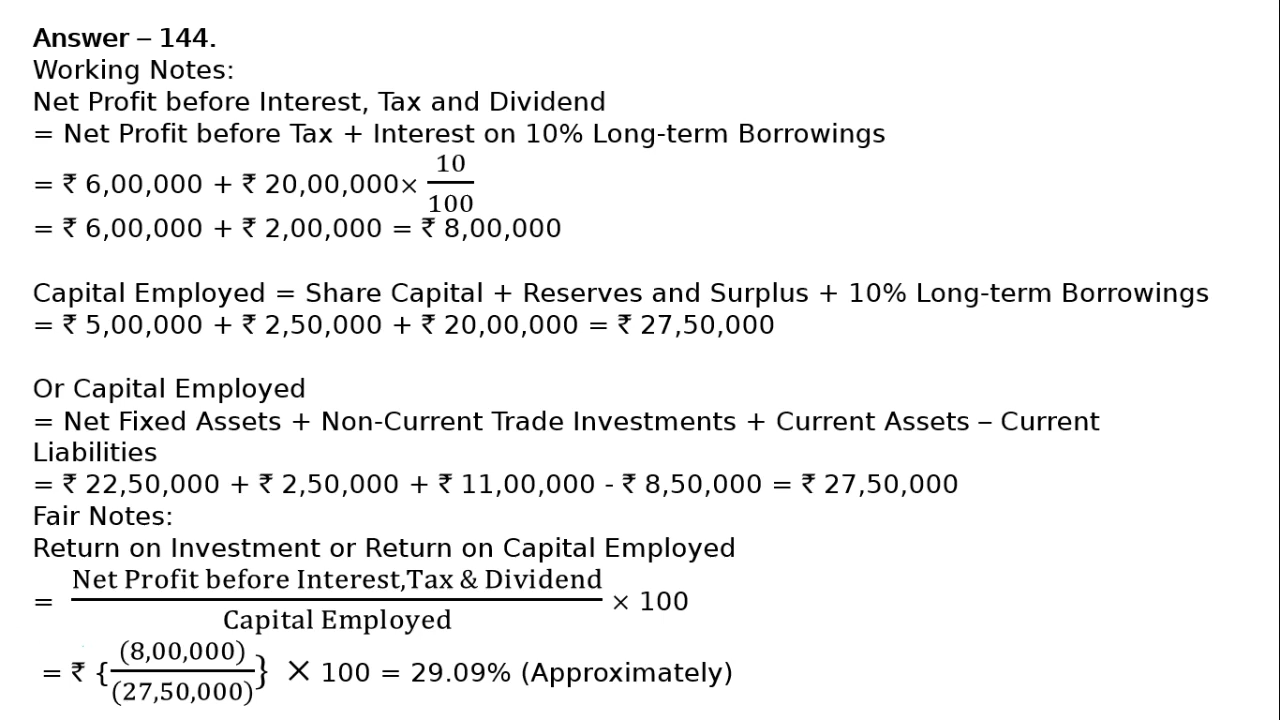 Answer – 144.
Working Notes:
Net Profit before Interest, Tax and Dividend
= Net Profit before Tax + Interest on 10% Long-term Borrowings
= ₹ 6,00,000 + ₹ 20,00,000× 10/100
= ₹ 6,00,000 + ₹ 2,00,000 = ₹ 8,00,000
Capital Employed = Share Capital + Reserves and Surplus + 10% Long-term Borrowings
= ₹ 5,00,000 + ₹ 2,50,000 + ₹ 20,00,000 = ₹ 27,50,000
Or Capital Employed
= Net Fixed Assets + Non-Current Trade Investments + Current Assets – Current
Liabilities
= ₹ 22,50,000 + ₹ 2,50,000 + ₹ 11,00,000 - ₹ 8,50,000 = ₹ 27,50,000
Fair Notes:
Return on Investment or Return on Capital Employed
= Net Profit before Interest,Tax & Dividend / Capital Employed × 100
= ₹ {(8,00,000)/(27,50,000)} × 100 = 29.09% (Approximately)